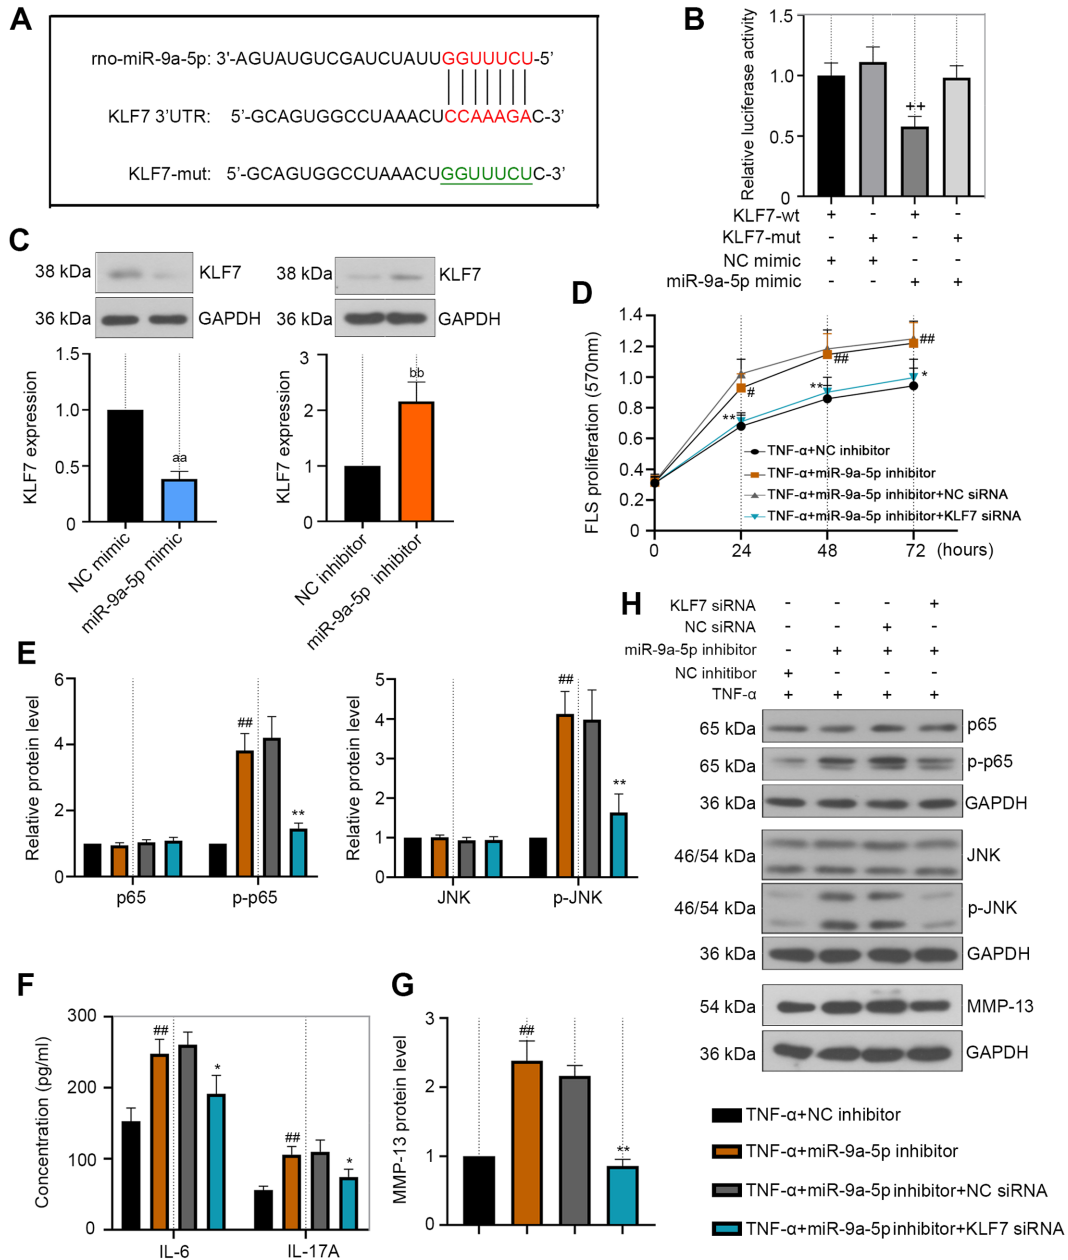 A
rno-miR-9a-5p: 3'-AGUAUGUCGAUCUAUUGGUUUCU-5'
KLF7 3'UTR: 5'-GCAGUGGCCUAAACUCCAAAGAC-3'
KLF7-mut: 5'-GCAGUGGCCUAAACUGGUUUCUC-3'
B
Relative luciferase activity
1.5
1.0
0.5
0
++
KLF7-wt + - + -
KLF7-mut - + - +
NC mimic + + - -
miR-9a-5p mimic - - + +
C
38 kDa KLF7
36 kDa GAPDH
KLF7 expression
1.5
1.0
0.5
0
aa
NC mimic
miR-9a-5p mimic
38 kDa KLF7
36 kDa GAPDH
KLF7 expression
3
2
1
0
bb
NC inhibitor
miR-9a-5p inhibitor
D
FLS proliferation (570nm)
1.4
1.2
1.0
0.8
0.6
0.4
0.2
0
#
##
##
**
**
*
TNF-α+NC inhibitor
TNF-α+miR-9a-5p inhibitor
TNF-α+miR-9a-5p inhibitor+NC siRNA
TNF-α+miR-9a-5p inhibitor+KLF7 siRNA
0 24 48 72 (hours)
E
Relative protein level
6
4
2
0
##
**
p65 p-p65
Relative protein level
5
4
3
2
1
0
##
**
JNK p-JNK
H
KLF7 siRNA - - - +
NC siRNA - - + -
miR-9a-5p inhibitor - + + +
NC initibor + - - -
TNF-α + + + +
65 kDa p65
65 kDa p-p65
36 kDa GAPDH
46/54 kDa JNK
46/54 kDa p-JNK
36 kDa GAPDH
54 kDa MMP-13
36 kDa GAPDH
F
Concentration (pg/ml)
300
200
100
0
##
*
##
*
IL-6 IL-17A
G
MMP-13 protein level
3
2
1
0
##
**
TNF-α+NC inhibitor
TNF-α+miR-9a-5p inhibitor
TNF-α+miR-9a-5p inhibitor+NC siRNA
TNF-α+miR-9a-5p inhibitor+KLF7 siRNA